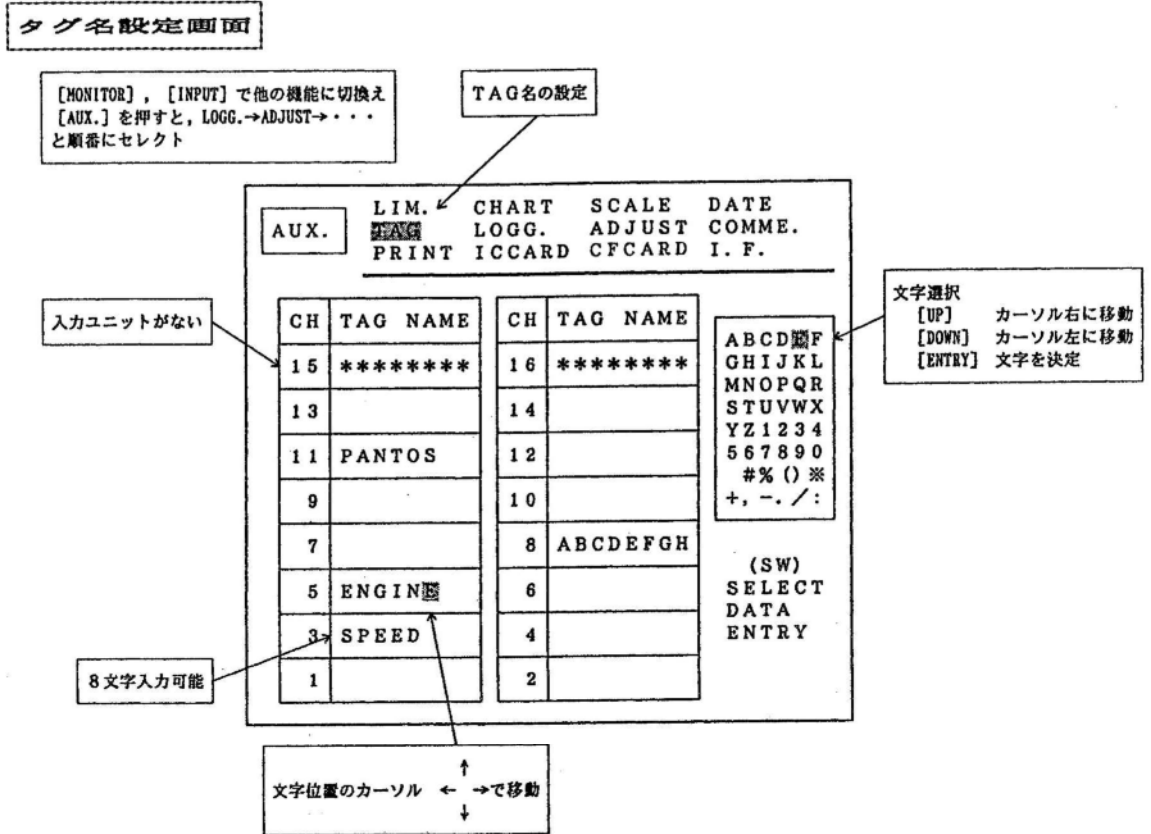 タグ名設定画面
[MONITOR] , [INPUT] で他の機能に切換え
[AUX.] を押すと, LOGG.→ADJUST→・・・
と順番にセレクト
TAG名の設定
AUX.
LIM. CHART SCALE DATE
TAG LOGG. ADJUST COMME.
PRINT ICCARD CFCARD I. F.
入力ユニットがない
文字選択
[UP] カーソル右に移動
[DOWN] カーソル左に移動
[ENTRY] 文字を決定
CH TAG NAME CH TAG NAME
15 ******** 16 ********
13 14
11 PANTOS 12
9 10
7 8 ABCDEFGH
5 ENGINE 6
3 SPEED 4
1 2
ABCDEF
GHIJKL
MNOPQR
STUVWX
YZ1234
567890
#% () ※
+, −. ／:
(SW)
SELECT
DATA
ENTRY
8文字入力可能
↑
文字位置のカーソル ← →で移動
↓